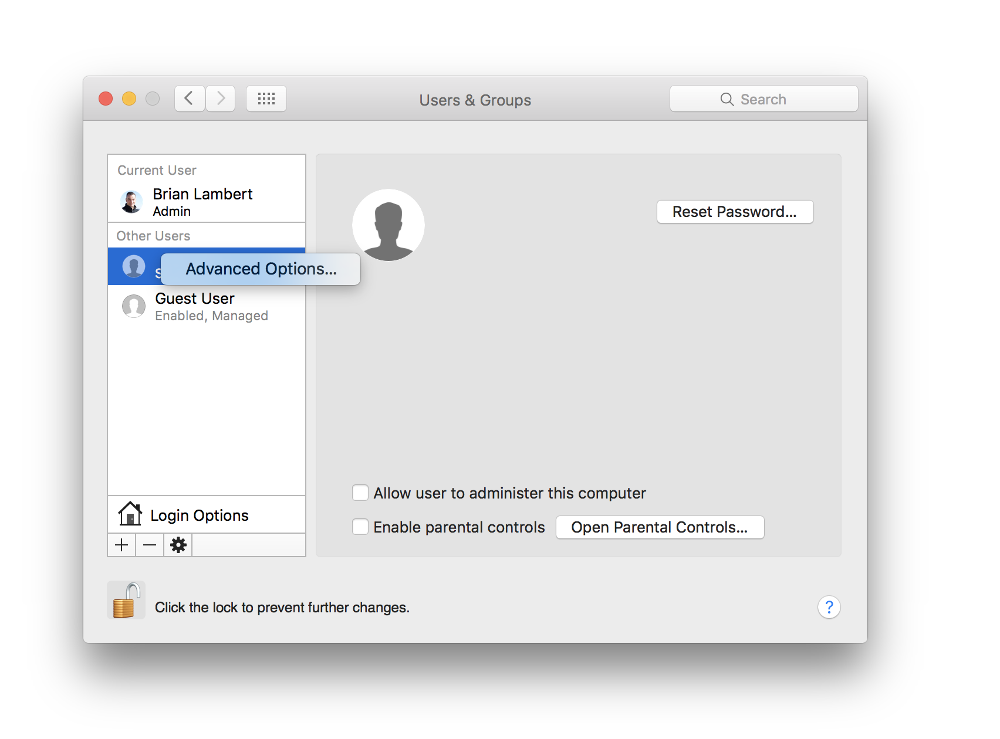 Users & Groups
Search
Current User
Brian Lambert
Admin
Other Users
Advanced Options...
Guest User
Enabled, Managed
Login Options
Reset Password...
Allow user to administer this computer
Enable parental controls
Open Parental Controls...
Click the lock to prevent further changes.
?